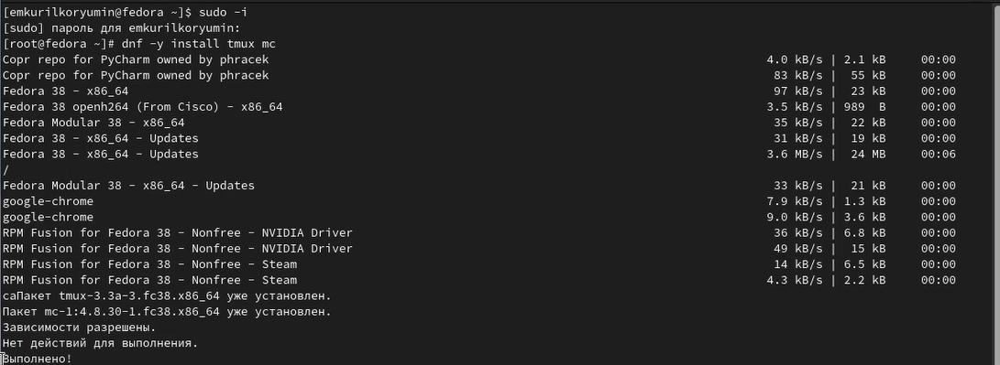 [emkurilkoryumin@fedora ~]$ sudo -i
[sudo] пароль для emkurilkoryumin:
[root@fedora ~]# dnf -y install tmux mc
Copr repo for PyCharm owned by phracek 4.0 kB/s | 2.1 kB 00:00
Copr repo for PyCharm owned by phracek 83 kB/s | 55 kB 00:00
Fedora 38 - x86_64 97 kB/s | 23 kB 00:00
Fedora 38 openh264 (From Cisco) - x86_64 3.5 kB/s | 989 B 00:00
Fedora Modular 38 - x86_64 35 kB/s | 22 kB 00:00
Fedora 38 - x86_64 - Updates 31 kB/s | 19 kB 00:00
Fedora 38 - x86_64 - Updates 3.6 MB/s | 24 MB 00:06
/
Fedora Modular 38 - x86_64 - Updates 33 kB/s | 21 kB 00:00
google-chrome 7.9 kB/s | 1.3 kB 00:00
google-chrome 9.0 kB/s | 3.6 kB 00:00
RPM Fusion for Fedora 38 - Nonfree - NVIDIA Driver 36 kB/s | 6.8 kB 00:00
RPM Fusion for Fedora 38 - Nonfree - NVIDIA Driver 49 kB/s | 15 kB 00:00
RPM Fusion for Fedora 38 - Nonfree - Steam 14 kB/s | 6.5 kB 00:00
RPM Fusion for Fedora 38 - Nonfree - Steam 4.3 kB/s | 2.2 kB 00:00
саПакет tmux-3.3a-3.fc38.x86_64 уже установлен.
Пакет mc-1:4.8.30-1.fc38.x86_64 уже установлен.
Зависимости разрешены.
Нет действий для выполнения.
Выполнено!